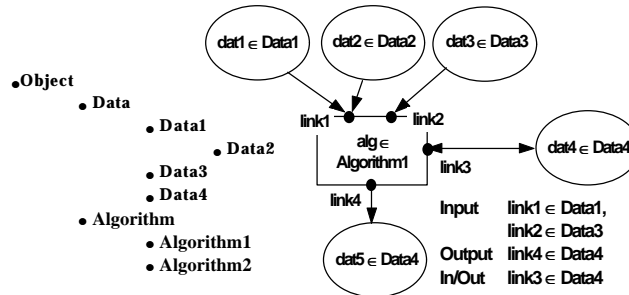 Object
Data
Data1
Data2
Data3
Data4
Algorithm
Algorithm1
Algorithm2
dat1 ∈ Data1
dat2 ∈ Data2
dat3 ∈ Data3
link1
link2
alg ∈
Algorithm1
link3
dat4 ∈ Data4
link4
dat5 ∈ Data4
Input link1 ∈ Data1,
link2 ∈ Data3
Output link4 ∈ Data4
In/Out link3 ∈ Data4